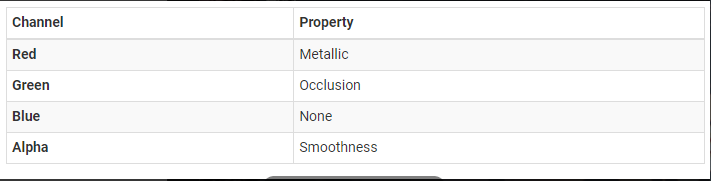 Channel Property
Red Metallic
Green Occlusion
Blue None
Alpha Smoothness